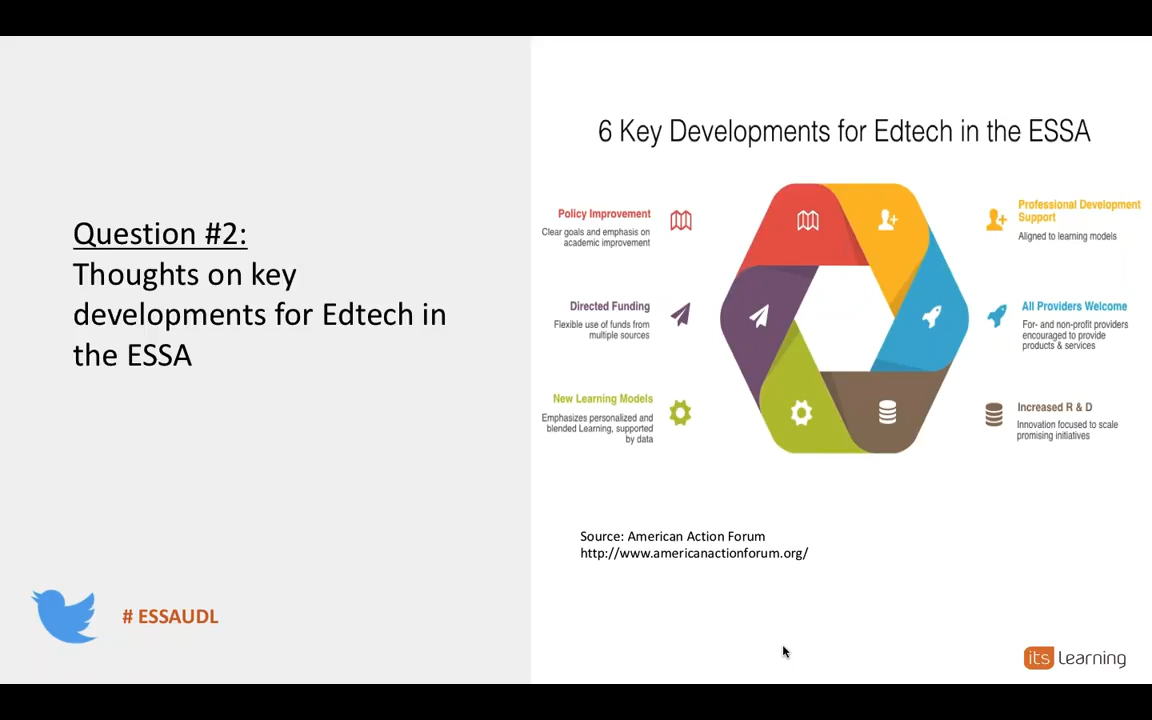 Question #2:
Thoughts on key
developments for Edtech in
the ESSA
# ESSAUDL
6 Key Developments for Edtech in the ESSA
Policy Improvement
Clear goals and emphasis on
academic improvement
Directed Funding
Flexible use of funds from
multiple sources
New Learning Models
Emphasizes personalized and
blended Learning, supported
by data
Professional Development
Support
Aligned to learning models
All Providers Welcome
For- and non-profit providers
encouraged to provide
products & services
Increased R & D
Innovation focused to scale
promising initiatives
Source: American Action Forum
http://www.americanactionforum.org/
its Learning